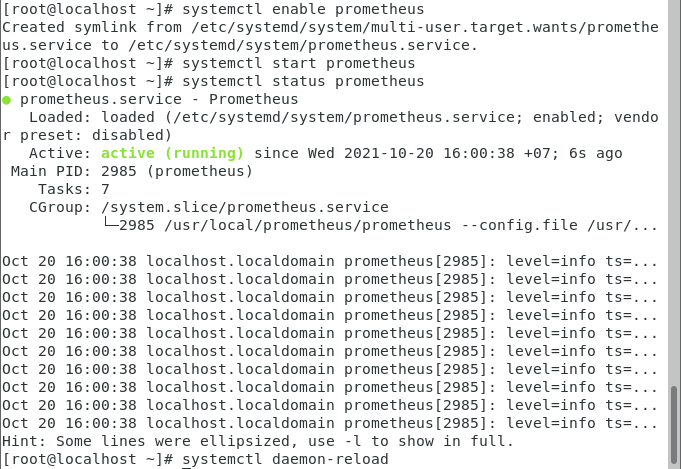 [root@localhost ~]# systemctl enable prometheus
Created symlink from /etc/systemd/system/multi-user.target.wants/promethe
us.service to /etc/systemd/system/prometheus.service.
[root@localhost ~]# systemctl start prometheus
[root@localhost ~]# systemctl status prometheus
● prometheus.service - Prometheus
   Loaded: loaded (/etc/systemd/system/prometheus.service; enabled; vendo
r preset: disabled)
   Active: active (running) since Wed 2021-10-20 16:00:38 +07; 6s ago
 Main PID: 2985 (prometheus)
    Tasks: 7
   CGroup: /system.slice/prometheus.service
           └─2985 /usr/local/prometheus/prometheus --config.file /usr/...

Oct 20 16:00:38 localhost.localdomain prometheus[2985]: level=info ts=...
Oct 20 16:00:38 localhost.localdomain prometheus[2985]: level=info ts=...
Oct 20 16:00:38 localhost.localdomain prometheus[2985]: level=info ts=...
Oct 20 16:00:38 localhost.localdomain prometheus[2985]: level=info ts=...
Oct 20 16:00:38 localhost.localdomain prometheus[2985]: level=info ts=...
Oct 20 16:00:38 localhost.localdomain prometheus[2985]: level=info ts=...
Oct 20 16:00:38 localhost.localdomain prometheus[2985]: level=info ts=...
Oct 20 16:00:38 localhost.localdomain prometheus[2985]: level=info ts=...
Oct 20 16:00:38 localhost.localdomain prometheus[2985]: level=info ts=...
Oct 20 16:00:38 localhost.localdomain prometheus[2985]: level=info ts=...
Hint: Some lines were ellipsized, use -l to show in full.
[root@localhost ~]# systemctl daemon-reload